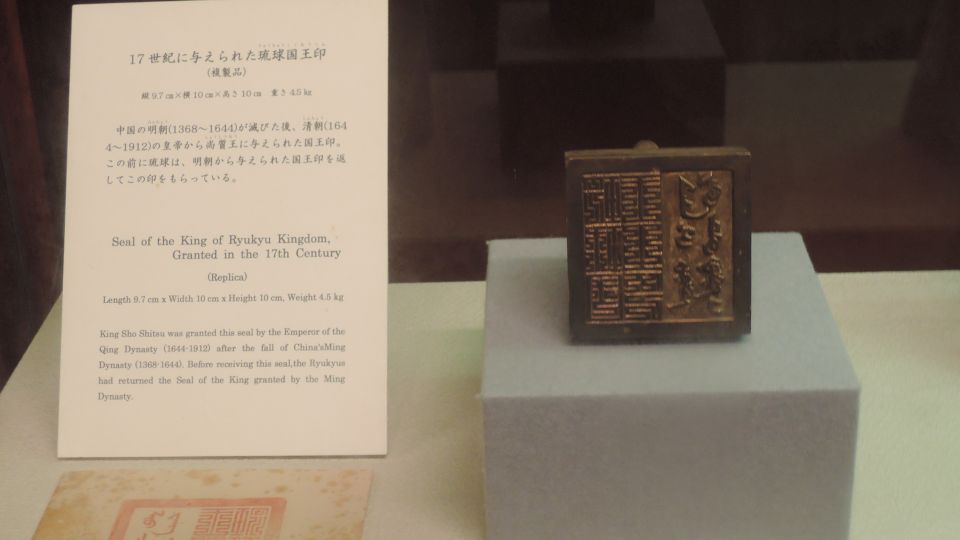 17世紀に与えられた琉球国王印
(複製品)
縦9.7㎝×横10㎝×高さ10㎝ 重さ4.5㎏
中国の明朝(1368〜1644)が滅びた後、清朝(164
4〜1912)の皇帝から尚質王に与えられた国王印。
この前に琉球は、明朝から与えられた国王印を返
してこの印をもらっている。
Seal of the King of Ryukyu Kingdom,
Granted in the 17th Century
(Replica)
Length 9.7 cm x Width 10 cm x Height 10 cm, Weight 4.5 kg
King Sho Shitsu was granted this seal by the Emperor of the
Qing Dynasty (1644-1912) after the fall of China'sMing
Dynasty (1368-1644). Before receiving this seal,the Ryukyus
had returned the Seal of the King granted by the Ming
Dynasty.